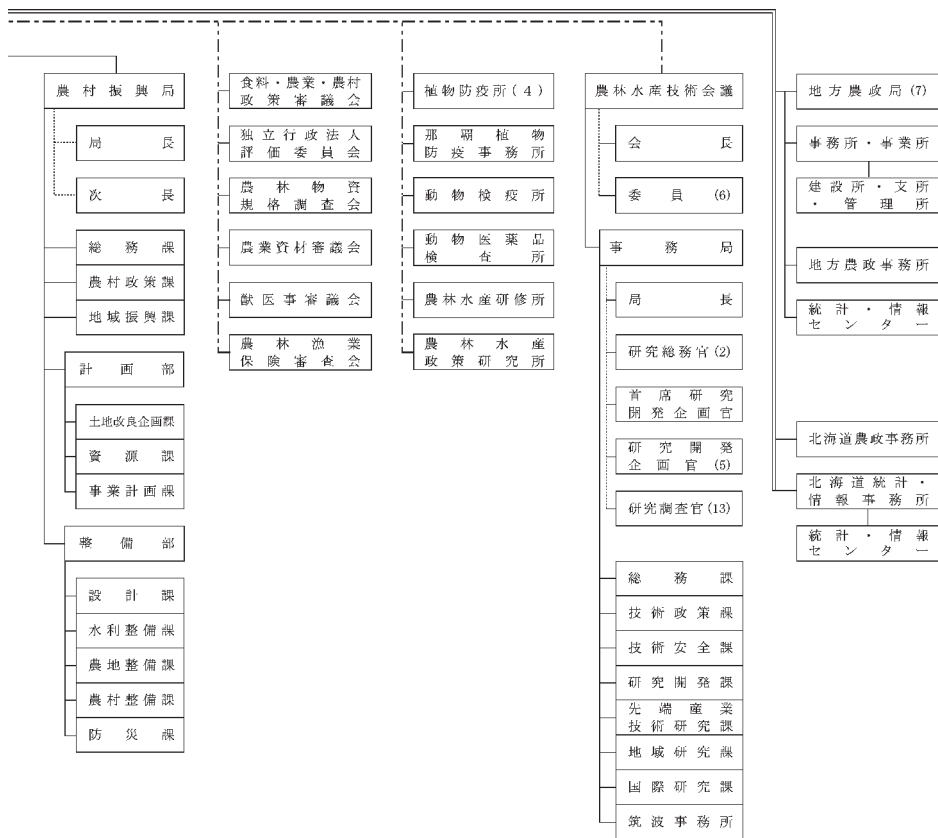 農村振興局
局長
次長
総務課
農村政策課
地域振興課
計画部
土地改良企画課
資源課
事業計画課
整備部
設計課
水利整備課
農地整備課
農村整備課
防災課
食料・農業・農村
政策審議会
独立行政法人
評価委員会
農林物資
規格調査会
農業資材審議会
獣医事審議会
農林漁業
保険審査会
植物防疫所(4)
那覇植物
防疫事務所
動物検疫所
動物医薬品
検査所
農林水産研修所
農林水産
政策研究所
農林水産技術会議
会長
委員(6)
事務局
局長
研究総務官(2)
首席研究
開発企画官
研究開発
企画官(5)
研究調査官(13)
総務課
技術政策課
技術安全課
研究開発課
先端産業
技術研究課
地域研究課
国際研究課
筑波事務所
地方農政局(7)
事務所・事業所
建設所・支所
・管理所
地方農政事務所
統計・情報
センター
北海道農政事務所
北海道統計・
情報事務所
統計・情報
センター